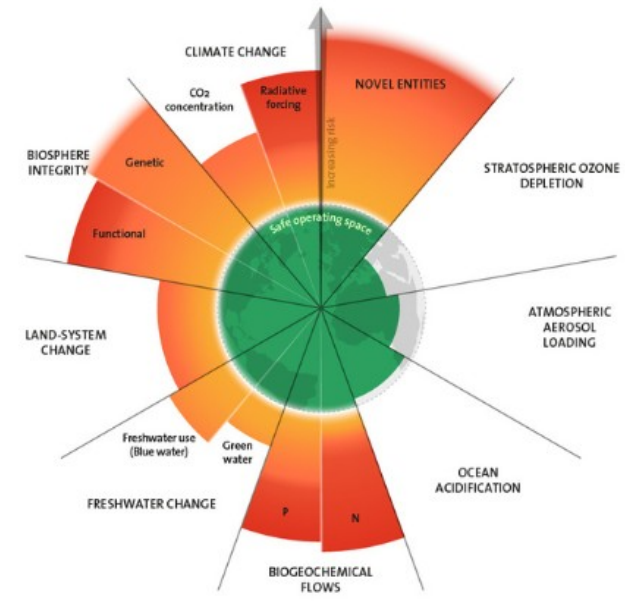 CLIMATE CHANGE
CO2
concentration
Radiative
forcing
NOVEL ENTITIES
Increasing risk
BIOSPHERE
INTEGRITY
Genetic
Functional
STRATOSPHERIC OZONE
DEPLETION
Safe operating space
ATMOSPHERIC
AEROSOL
LOADING
LAND-SYSTEM
CHANGE
Freshwater use
(Blue water)
Green
water
OCEAN
ACIDIFICATION
FRESHWATER CHANGE
P
N
BIOGEOCHEMICAL
FLOWS